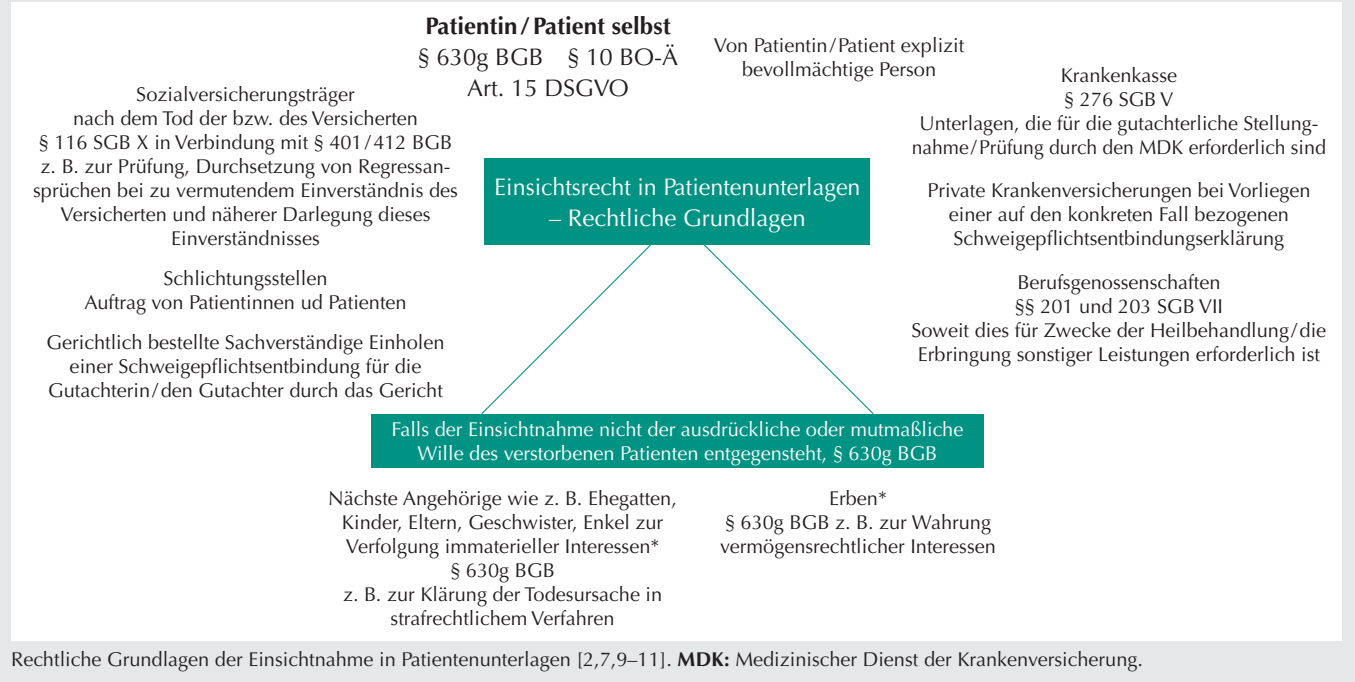 Patientin/Patient selbst
§ 630g BGB § 10 BO-Ä
Art. 15 DSGVO
Von Patientin/Patient explizit
bevollmächtige Person
Sozialversicherungsträger
nach dem Tod der bzw. des Versicherten
§ 116 SGB X in Verbindung mit § 401/412 BGB
z. B. zur Prüfung, Durchsetzung von Regressan-
sprüchen bei zu vermutendem Einverständnis des
Versicherten und näherer Darlegung dieses
Einverständnisses
Schlichtungsstellen
Auftrag von Patientinnen ud Patienten
Gerichtlich bestellte Sachverständige Einholen
einer Schweigepflichtsentbindung für die
Gutachterin/den Gutachter durch das Gericht
Einsichtsrecht in Patientenunterlagen
– Rechtliche Grundlagen
Krankenkasse
§ 276 SGB V
Unterlagen, die für die gutachterliche Stellung-
nahme/Prüfung durch den MDK erforderlich sind
Private Krankenversicherungen bei Vorliegen
einer auf den konkreten Fall bezogenen
Schweigepflichtsentbindungserklärung
Berufsgenossenschaften
§§ 201 und 203 SGB VII
Soweit dies für Zwecke der Heilbehandlung/die
Erbringung sonstiger Leistungen erforderlich ist
Falls der Einsichtnahme nicht der ausdrückliche oder mutmaßliche
Wille des verstorbenen Patienten entgegensteht, § 630g BGB
Nächste Angehörige wie z. B. Ehegatten,
Kinder, Eltern, Geschwister, Enkel zur
Verfolgung immaterieller Interessen*
§ 630g BGB
z. B. zur Klärung der Todesursache in
strafrechtlichem Verfahren
Erben*
§ 630g BGB z. B. zur Wahrung
vermögensrechtlicher Interessen
Rechtliche Grundlagen der Einsichtnahme in Patientenunterlagen [2,7,9–11]. MDK: Medizinischer Dienst der Krankenversicherung.